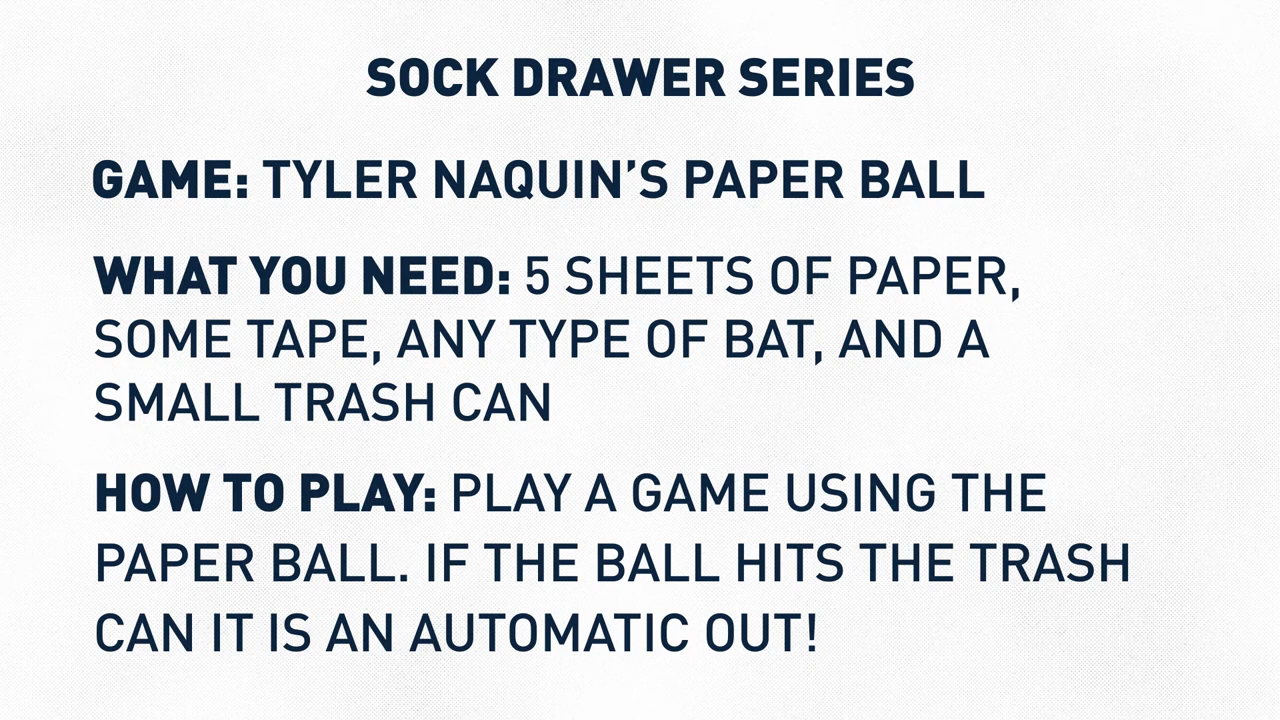 SOCK DRAWER SERIES
GAME: TYLER NAQUIN'S PAPER BALL
WHAT YOU NEED: 5 SHEETS OF PAPER,
SOME TAPE, ANY TYPE OF BAT, AND A
SMALL TRASH CAN
HOW TO PLAY: PLAY A GAME USING THE
PAPER BALL. IF THE BALL HITS THE TRASH
CAN IT IS AN AUTOMATIC OUT!